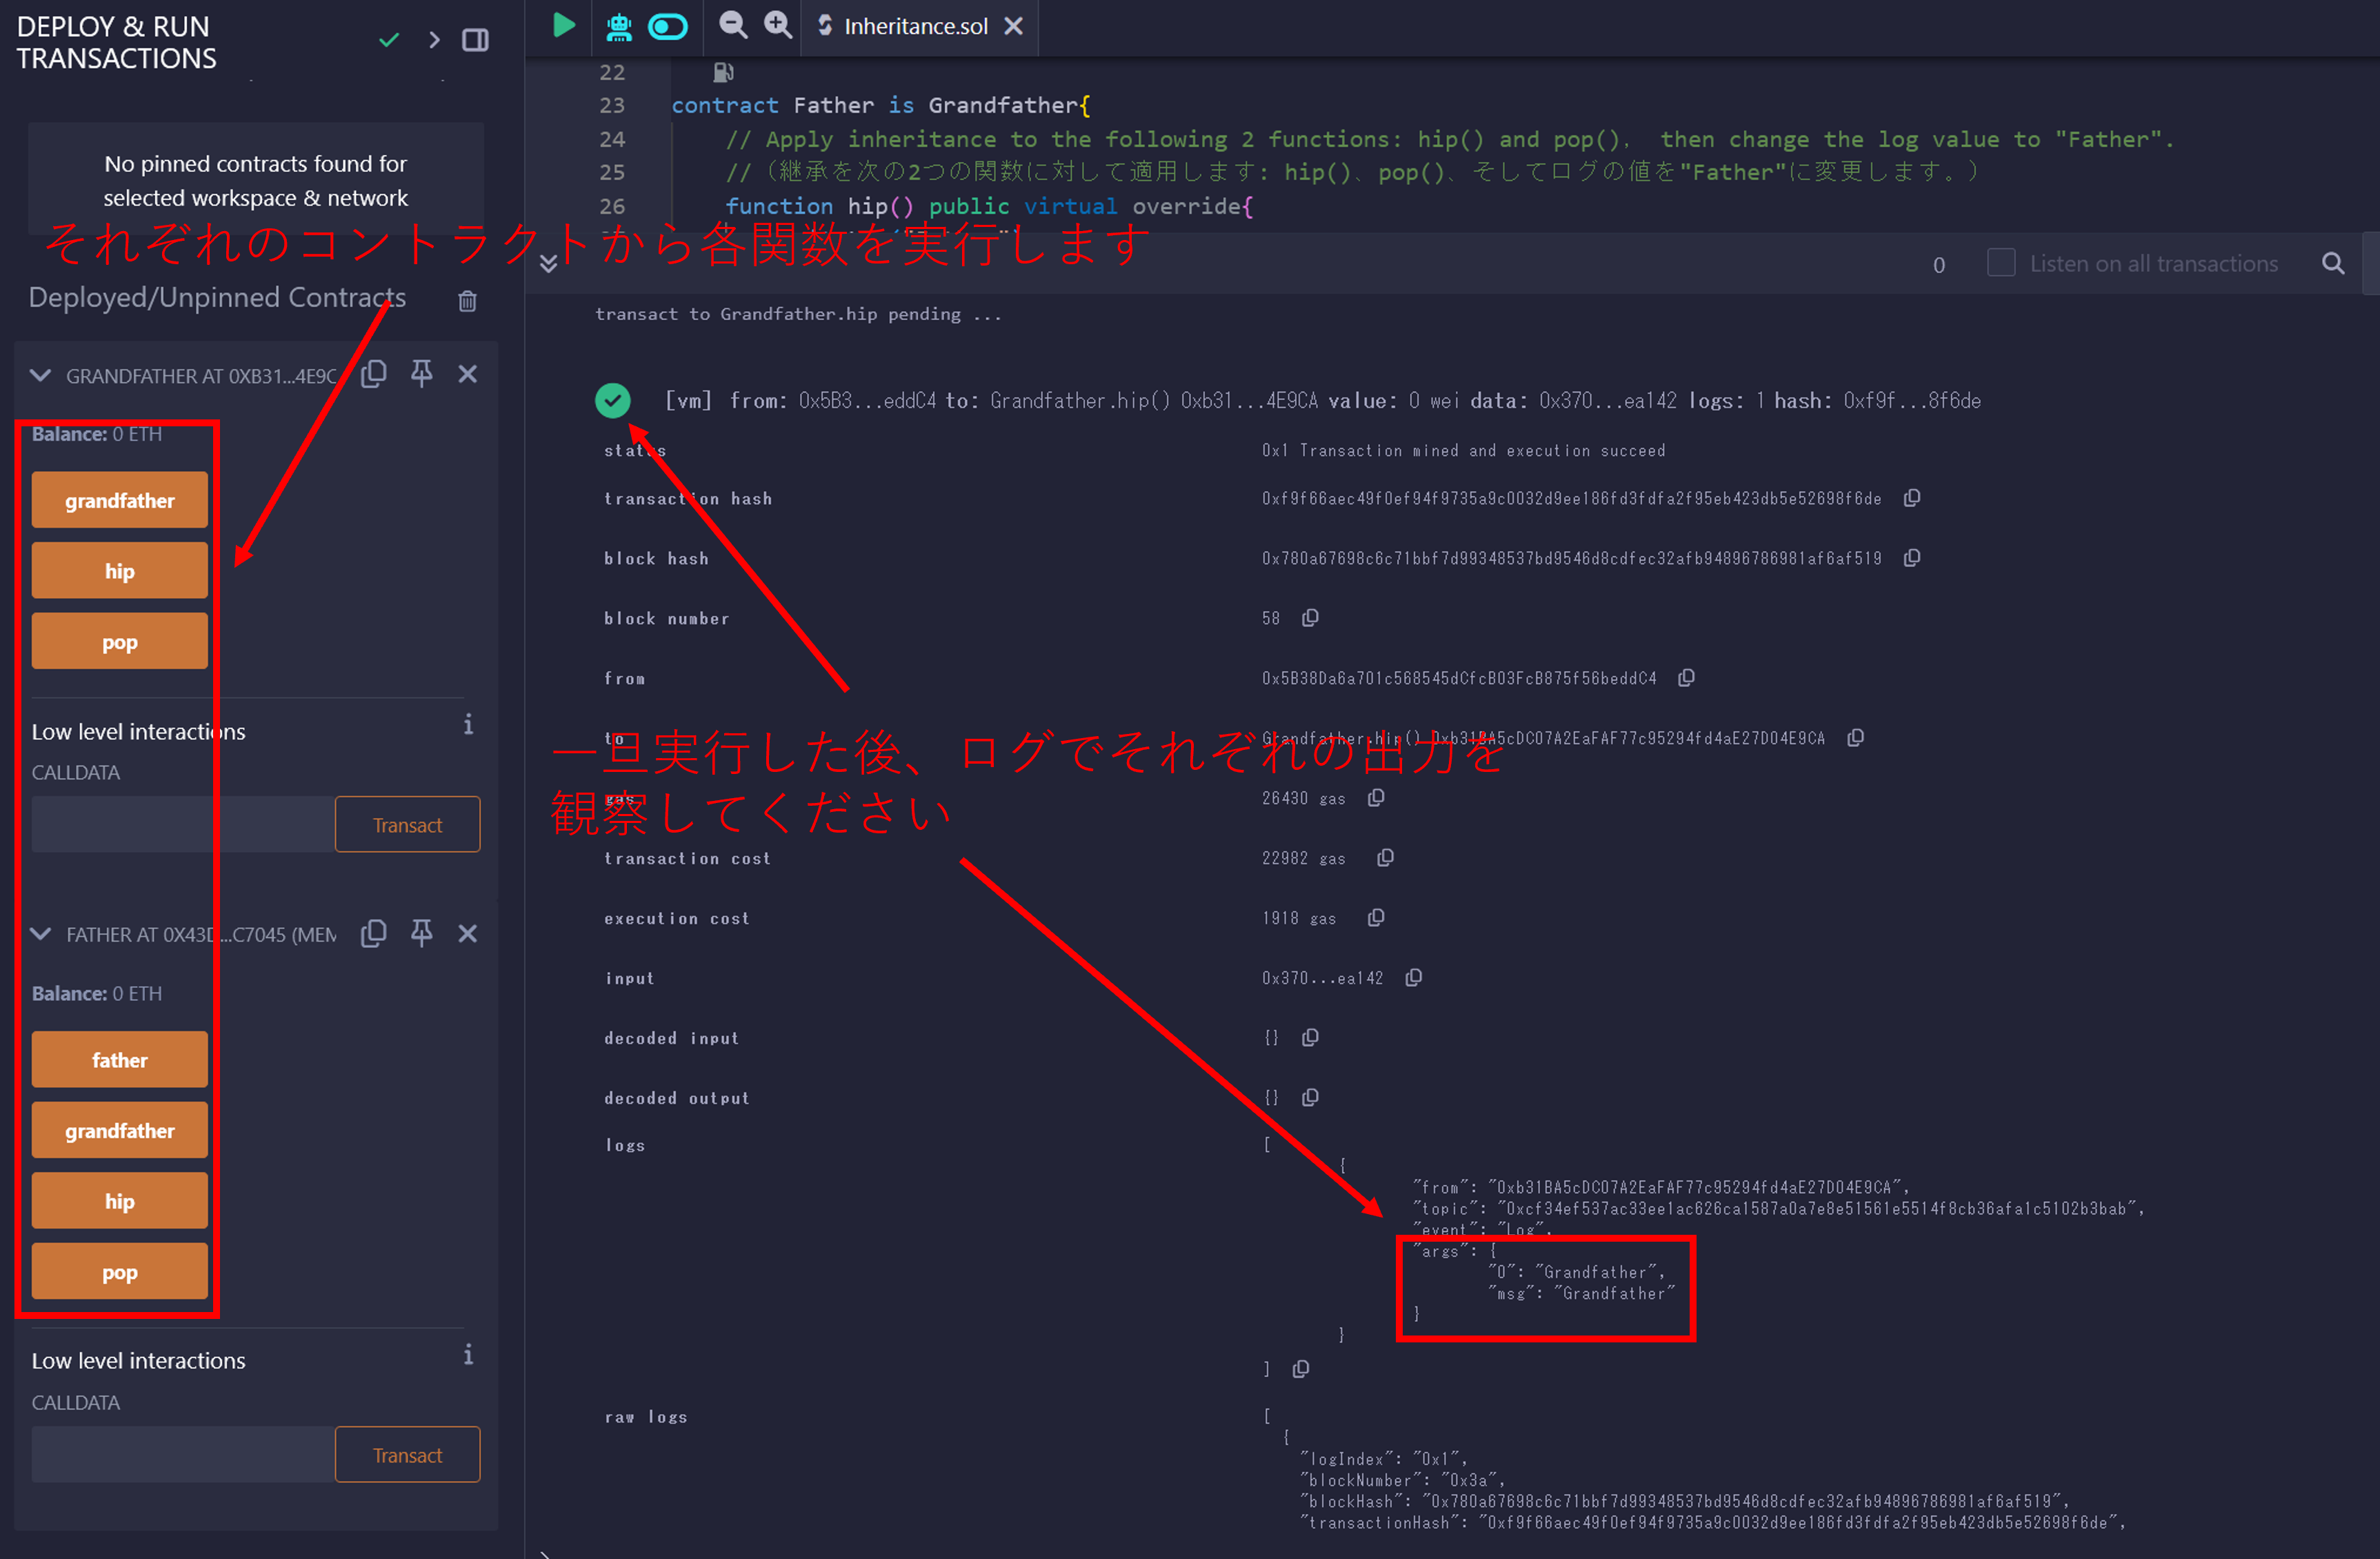 DEPLOY & RUN
TRANSACTIONS
No pinned contracts found for
selected workspace & network
それぞれのコントラクトから各関数を実行します
Deployed/Unpinned Contracts
GRANDFATHER AT 0XB31...4E9C
Balance: 0 ETH
grandfather
hip
pop
Low level interactions
i
CALLDATA
Transact
FATHER AT 0X43D...C7045 (MEM
Balance: 0 ETH
father
grandfather
hip
pop
Low level interactions
i
CALLDATA
Transact
Inheritance.sol
22
23 contract Father is Grandfather{
24 // Apply inheritance to the following 2 functions: hip() and pop(), then change the log value to "Father".
25 //（継承を次の2つの関数に対して適用します: hip()、pop()、そしてログの値を"Father"に変更します。）
26 function hip() public virtual override{
0 Listen on all transactions
transact to Grandfather.hip pending ...
[vm] from: 0x5B3...eddC4 to: Grandfather.hip() 0xb31...4E9CA value: 0 wei data: 0x370...ea142 logs: 1 hash: 0xf9f...8f6de
status 0x1 Transaction mined and execution succeed
transaction hash 0xf9f66aec49f0ef94f9735a9c0032d9ee186fd3fdfa2f95eb423db5e52698f6de
block hash 0x780a67698c6c71bbf7d99348537bd9546d8cdfec32afb94896786981af6af519
block number 58
from 0x5B38Da6a701c568545dCfcB03FcB875f56beddC4
to Grandfather.hip() 0xb31BA5cDC07A2EaFAF77c95294fd4aE27D04E9CA
一旦実行した後、ログでそれぞれの出力を
観察してください
gas 26430 gas
transaction cost 22982 gas
execution cost 1918 gas
input 0x370...ea142
decoded input {}
decoded output {}
logs [
{
"from": "0xb31BA5cDC07A2EaFAF77c95294fd4aE27D04E9CA",
"topic": "0xcf34ef537ac33ee1ac626ca1587a0a7e8e51561e5514f8cb36afa1c5102b3bab",
"event": "Log",
"args": {
"0": "Grandfather",
"msg": "Grandfather"
}
}
]
raw logs [
{
"logIndex": "0x1",
"blockNumber": "0x3a",
"blockHash": "0x780a67698c6c71bbf7d99348537bd9546d8cdfec32afb94896786981af6af519",
"transactionHash": "0xf9f66aec49f0ef94f9735a9c0032d9ee186fd3fdfa2f95eb423db5e52698f6de",